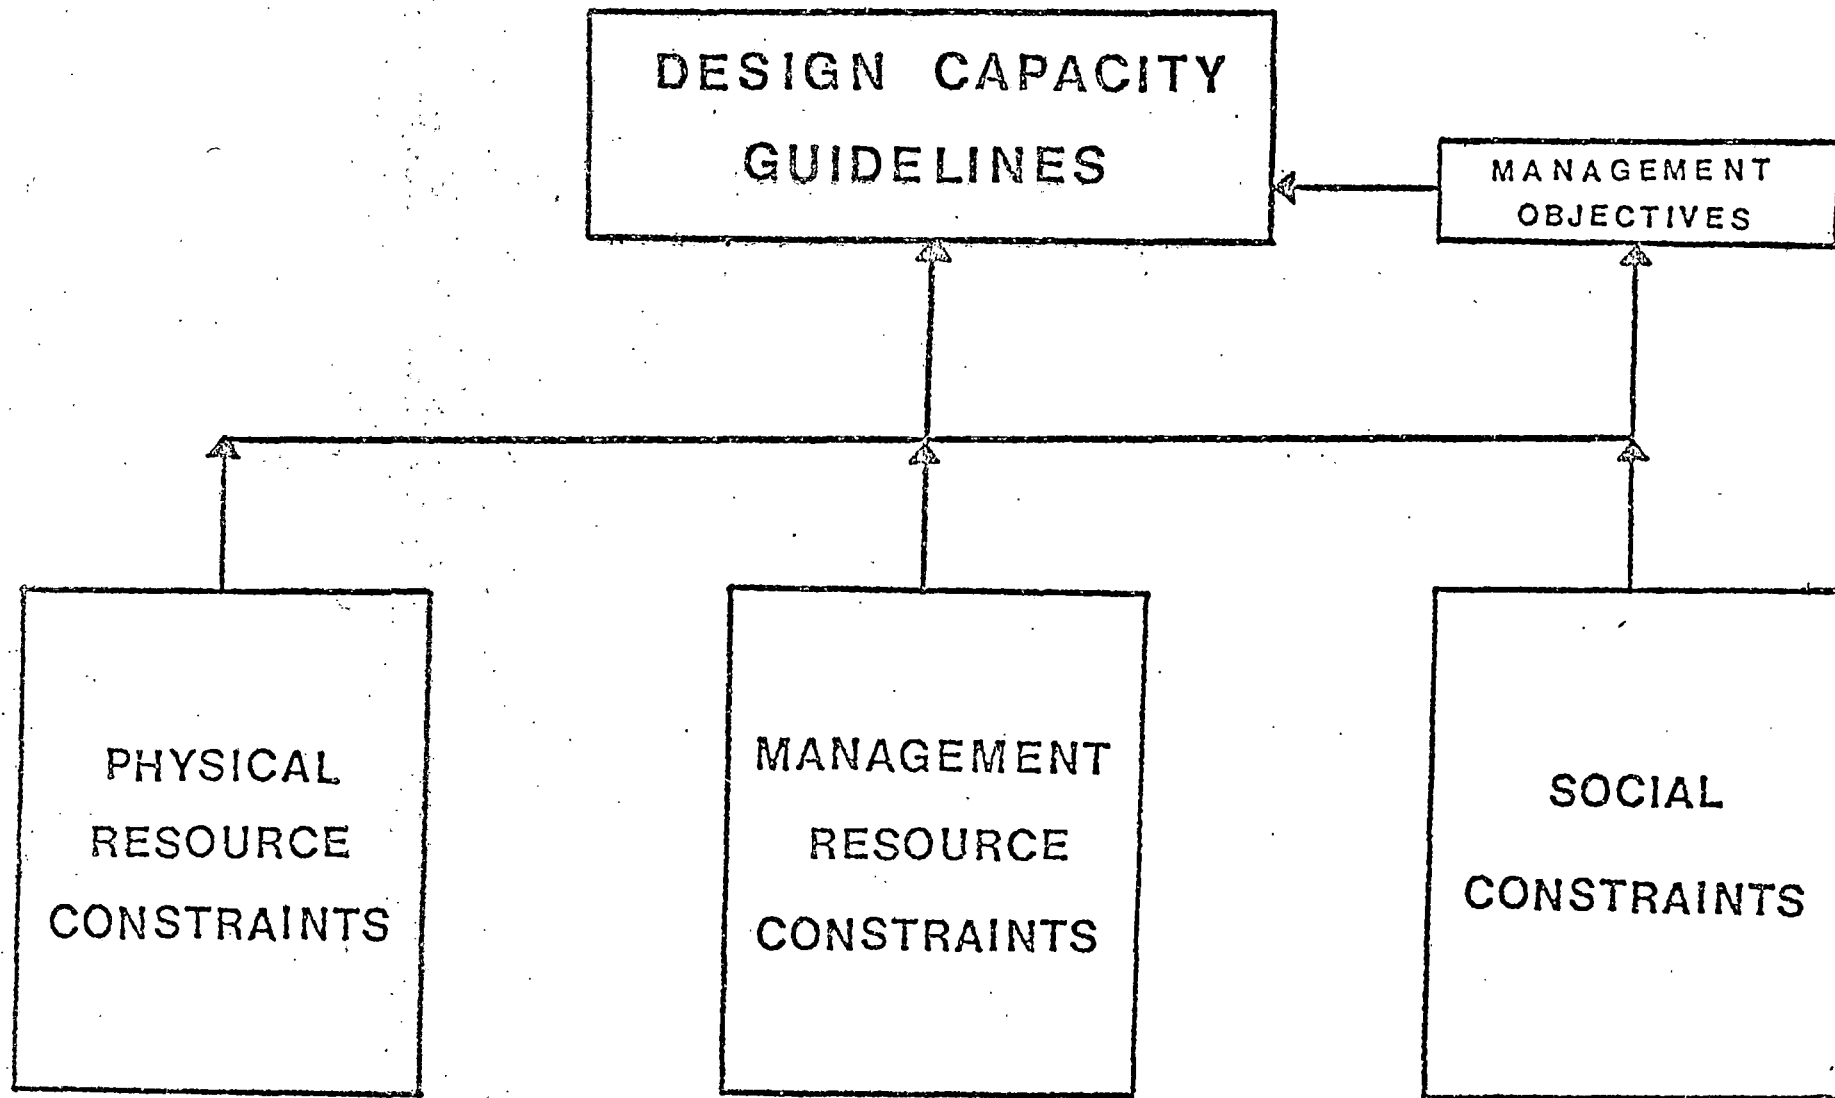 DESIGN CAPACITY
GUIDELINES
MANAGEMENT
OBJECTIVES
PHYSICAL
RESOURCE
CONSTRAINTS
MANAGEMENT
RESOURCE
CONSTRAINTS
SOCIAL
CONSTRAINTS